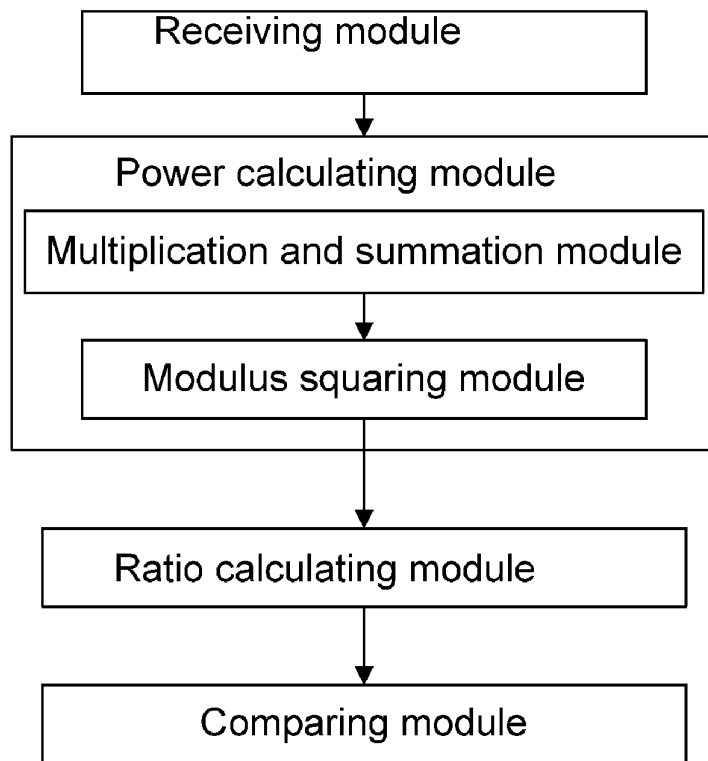 Receiving module
Power calculating module
Multiplication and summation module
Modulus squaring module
Ratio calculating module
Comparing module